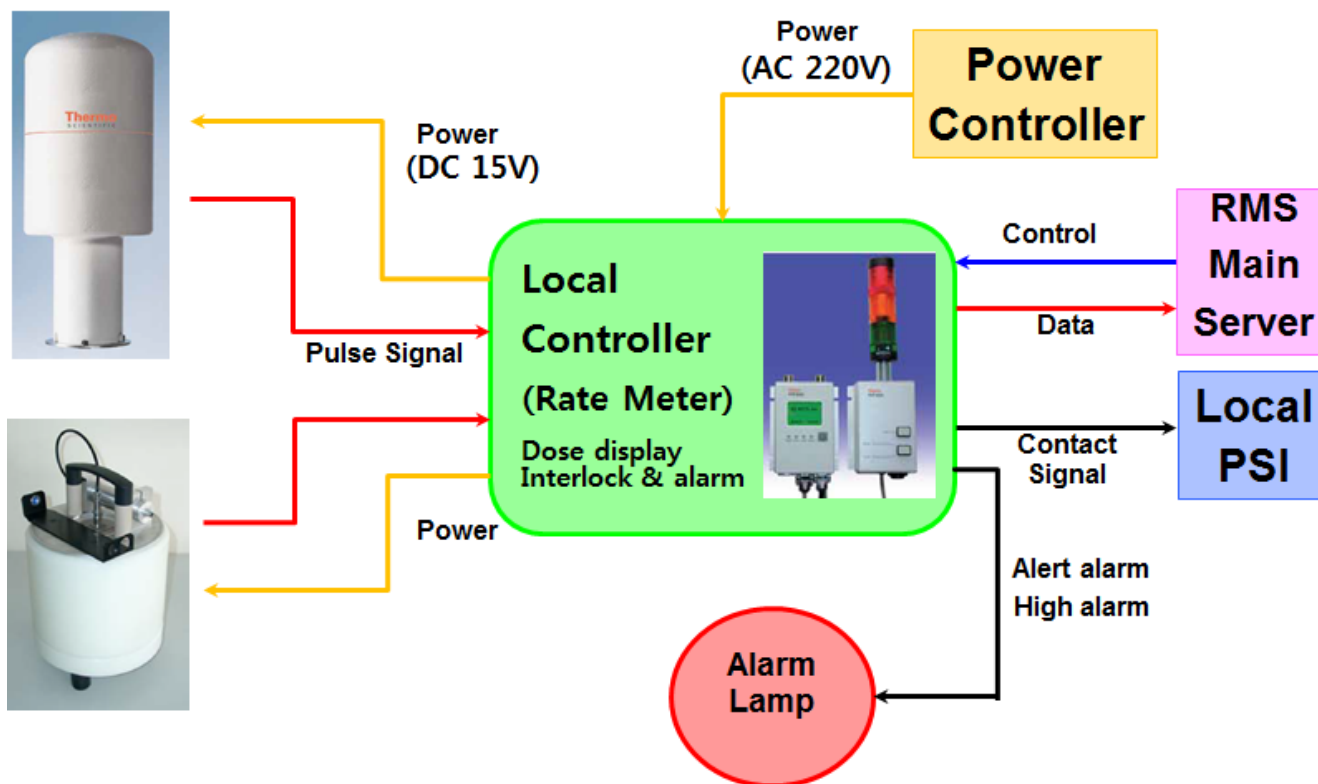 Thermo
SCIENTIFIC
Power
(DC 15V)
Pulse Signal
Power
(AC 220V)
Power
Controller
Local
Controller
(Rate Meter)
Dose display
Interlock & alarm
Control
Data
RMS
Main
Server
Contact
Signal
Local
PSI
Power
Alert alarm
High alarm
Alarm
Lamp